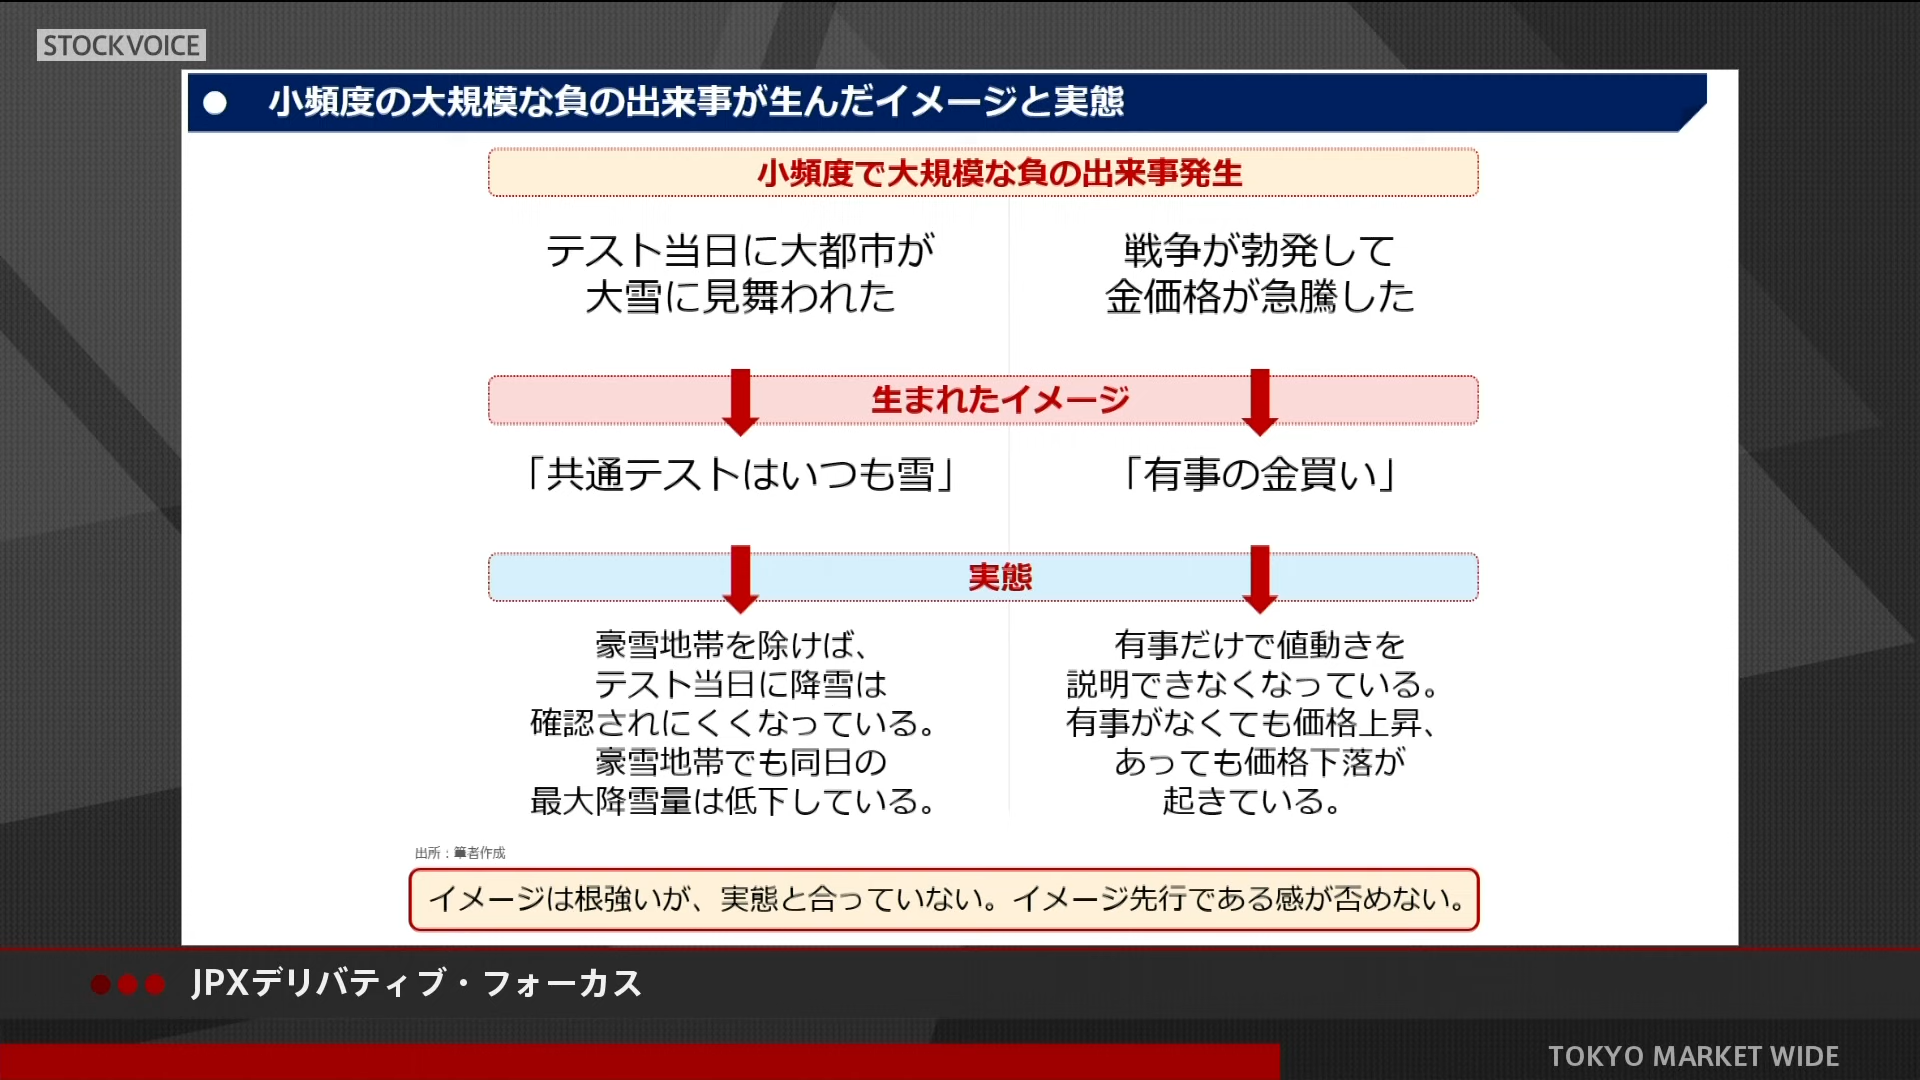 STOCKVOICE
小頻度の大規模な負の出来事が生んだイメージと実態
小頻度で大規模な負の出来事発生
テスト当日に大都市が
大雪に見舞われた
戦争が勃発して
金価格が急騰した
生まれたイメージ
「共通テストはいつも雪」
「有事の金買い」
実態
豪雪地帯を除けば、
テスト当日に降雪は
確認されにくくなっている。
豪雪地帯でも同日の
最大降雪量は低下している。
有事だけで値動きを
説明できなくなっている。
有事がなくても価格上昇、
あっても価格下落が
起きている。
出所：筆者作成
イメージは根強いが、実態と合っていない。イメージ先行である感が否めない。
JPXデリバティブ・フォーカス
TOKYO MARKET WIDE